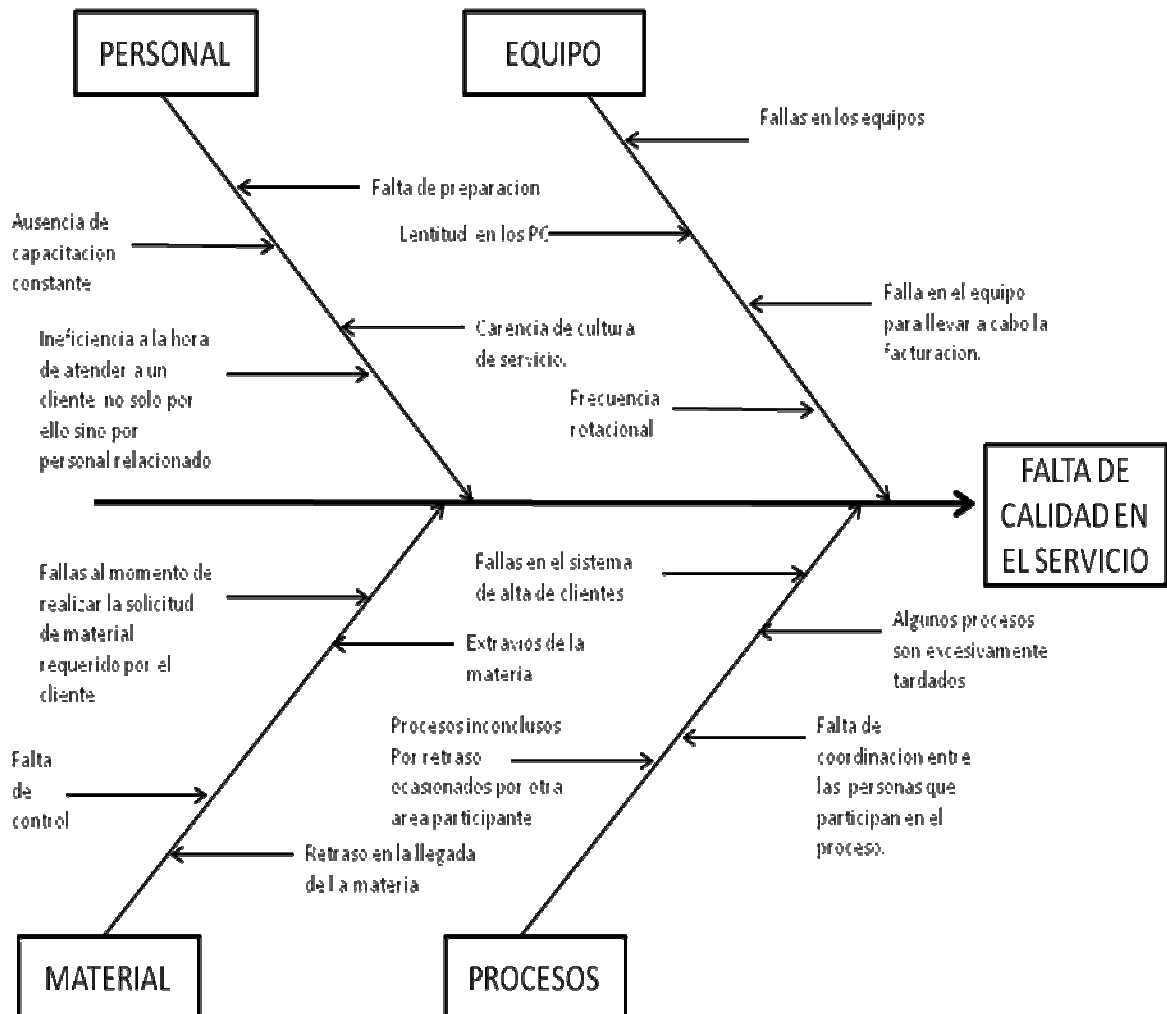 PERSONAL
EQUIPO
Fallas en los equipos
Falta de preparacion
Ausencia de
capacitacion
constante
Lentitud en los PC
Carencia de cultura
de servicio.
Falla en el equipo
para llevar a cabo la
facturacion.
Ineficiencia a la hora
de atender a un
cliente no solo por
ello sino por
personal relacionado
Frecuencia
rotacional
FALTA DE
CALIDAD EN
EL SERVICIO
Fallas al momento de
realizar la solicitud
de material
requerido por el
cliente
Fallas en el sistema
de alta de clientes
Extravios de la
materia
Algunos procesos
son excesivamente
tardados
Procesos inconclusos
Por retraso
ocasionados por otra
area participante
Falta de
coordinacion entre
las personas que
participan en el
proceso.
Falta
de
control
Retraso en la llegada
de la materia
MATERIAL
PROCESOS